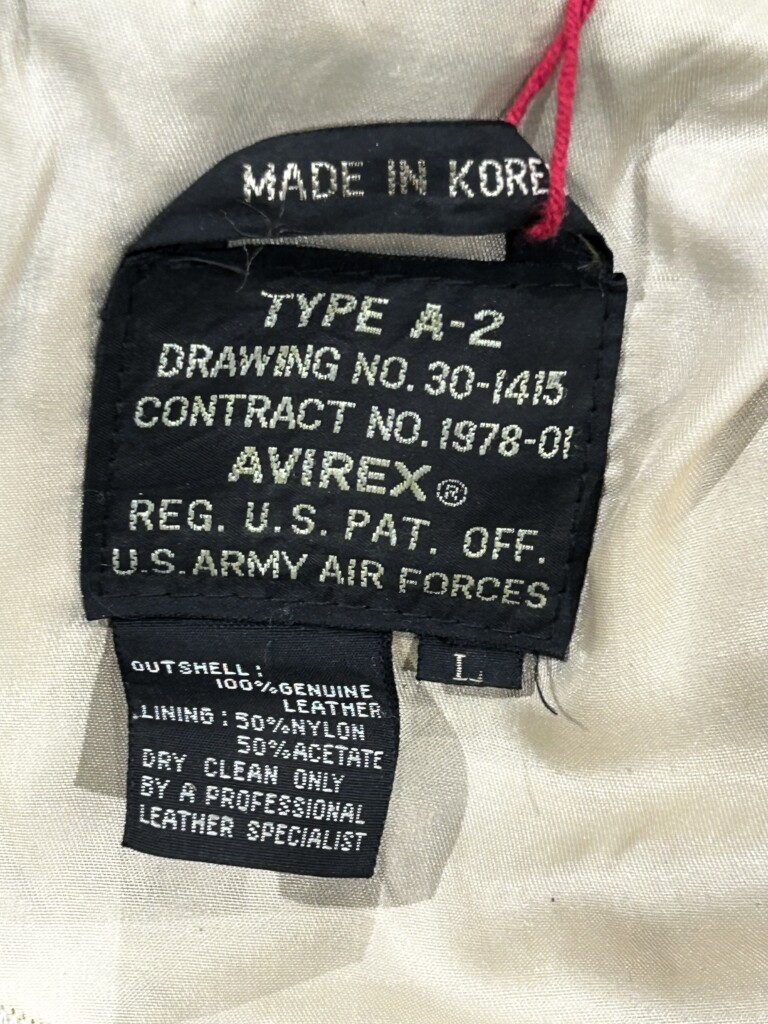 MADE IN KORE
TYPE A-2
DRAWING NO. 30-1415
CONTRACT NO. 1978-01
AVIREX®
REG. U.S. PAT. OFF.
U.S. ARMY AIR FORCES
L
OUTSHELL:
100% GENUINE
LEATHER
LINING: 50% NYLON
50% ACETATE
DRY CLEAN ONLY
BY A PROFESSIONAL
LEATHER SPECIALIST